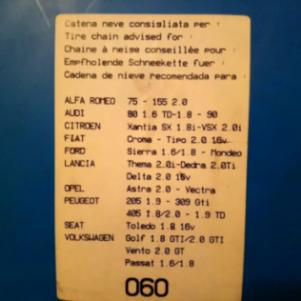 Catena neve consigliata per :
Tire chain advised for :
Chaine à neise conseillée pour :
Empfholende Schneekette fuer :
Cadena de nieve recomendada para :
ALFA ROMEO 75 - 155 2.0
AUDI 80 1.6 TD-1.8 - 90
CITROEN Xantia SX 1.8i-VSX 2.0i
FIAT Croma - Tipo 2.0 16v
FORD Sierra 1.6/1.8 - Mondeo
LANCIA Thema 2.0i-Dedra 2.0Ti
Delta 2.0 16v
OPEL Astra 2.0 - Vectra
PEUGEOT 205 1.9 - 309 Gti
405 1.8/2.0 - 1.9 TD
SEAT Toledo 1.8 16v
VOLKSWAGEN Golf 1.8 GTI/2.0 GTI
Vento 2.0 GT
Passat 1.6/1.8
060